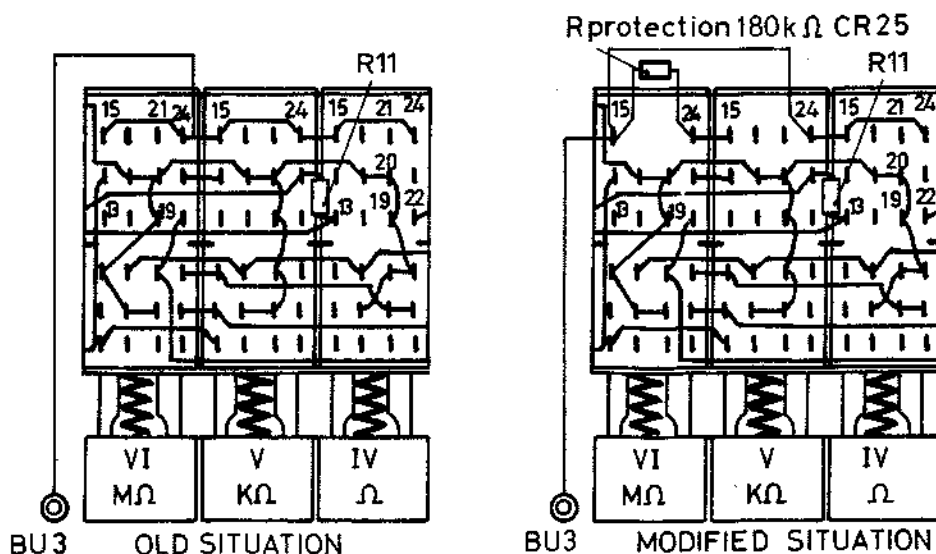 Rprotection 180kΩ CR25
R11
R11
15 21 24 15 24 15 21 24
15 24 15 24 15 21 24
20
20
13 19 13 19 22
13 19 13 19 22
VI V IV
VI V IV
MΩ KΩ Ω
MΩ KΩ Ω
BU3 OLD SITUATION
BU3 MODIFIED SITUATION